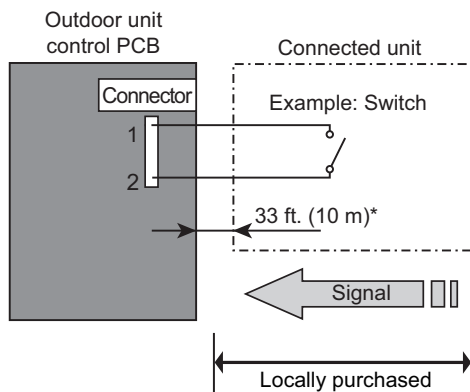 Outdoor unit
control PCB
Connected unit
Connector
Example: Switch
1
2
33 ft. (10 m)*
Signal
Locally purchased